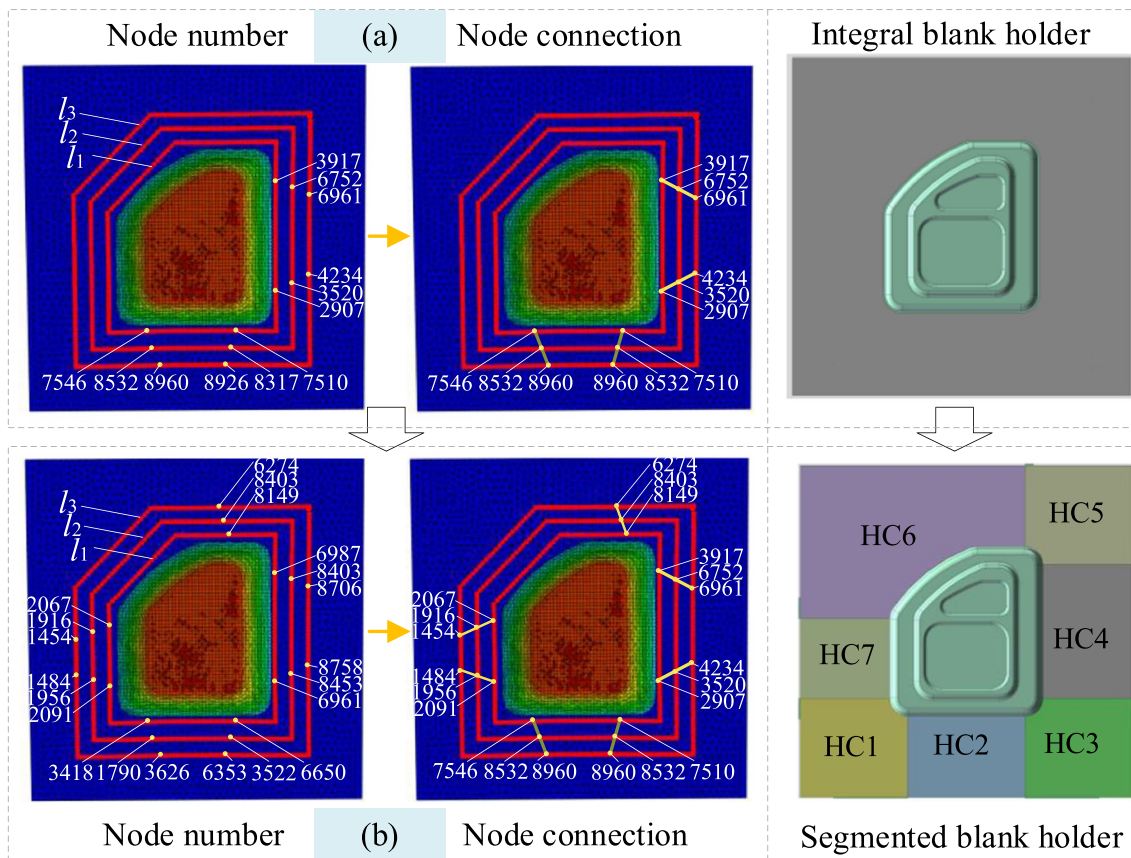 Node number (a) Node connection Integral blank holder
l3
l2
l1
3917
6752
6961
4234
3520
2907
7546 8532 8960 8926 8317 7510
3917
6752
6961
4234
3520
2907
7546 8532 8960 8960 8532 7510
6274
8403
8149
l3
l2
l1
6987
8403
8706
2067
1916
1454
8758
8453
6961
1484
1956
2091
3418 1790 3626 6353 3522 6650
6274
8403
8149
3917
6752
6961
2067
1916
1454
4234
3520
2907
1484
1956
2091
7546 8532 8960 8960 8532 7510
HC5
HC6
HC4
HC7
HC1 HC2 HC3
Node number (b) Node connection Segmented blank holder